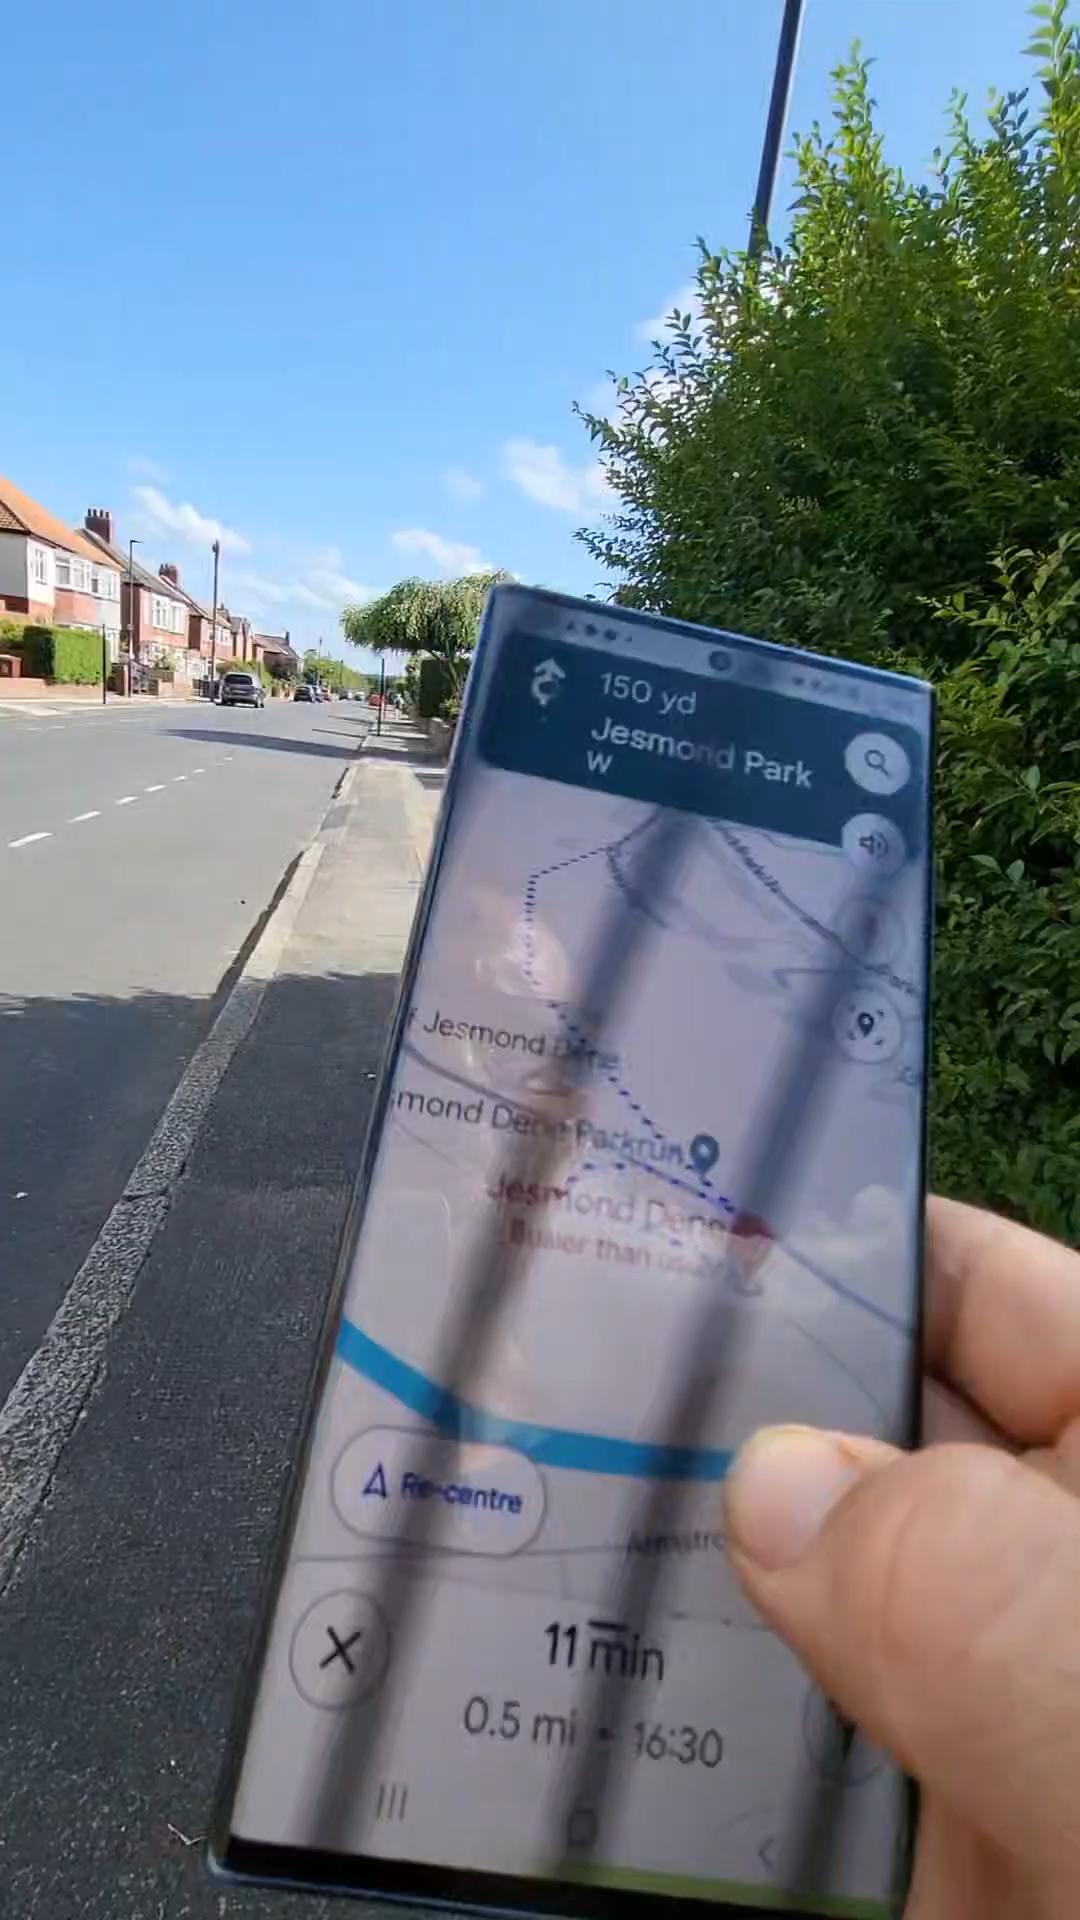 150 yd
Jesmond Park
W
Jesmond Dene
mond Dene Parkrun
Jesmond Dene
Busier than usual
Re-centre
Armstro
11 min
0.5 mi · 16:30